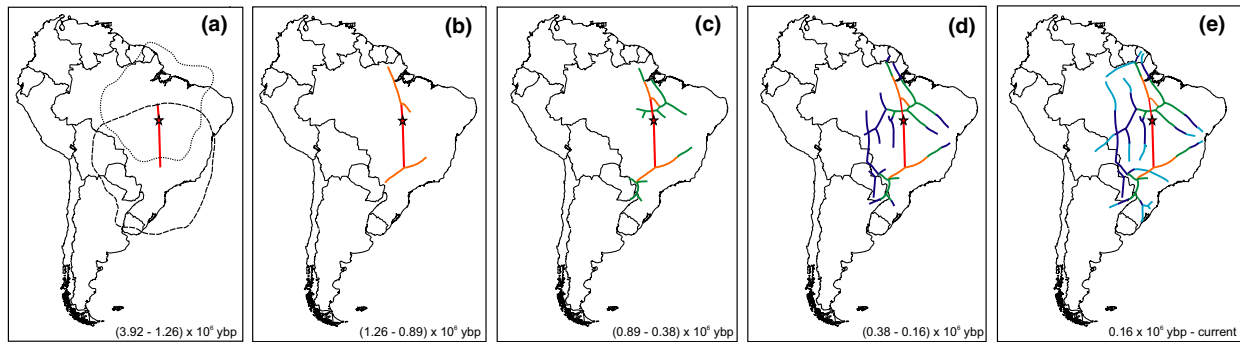 (a)
(3.92 - 1.26) x 10⁶ ybp
(b)
(1.26 - 0.89) x 10⁶ ybp
(c)
(0.89 - 0.38) x 10⁶ ybp
(d)
(0.38 - 0.16) x 10⁶ ybp
(e)
0.16 x 10⁶ ybp - current